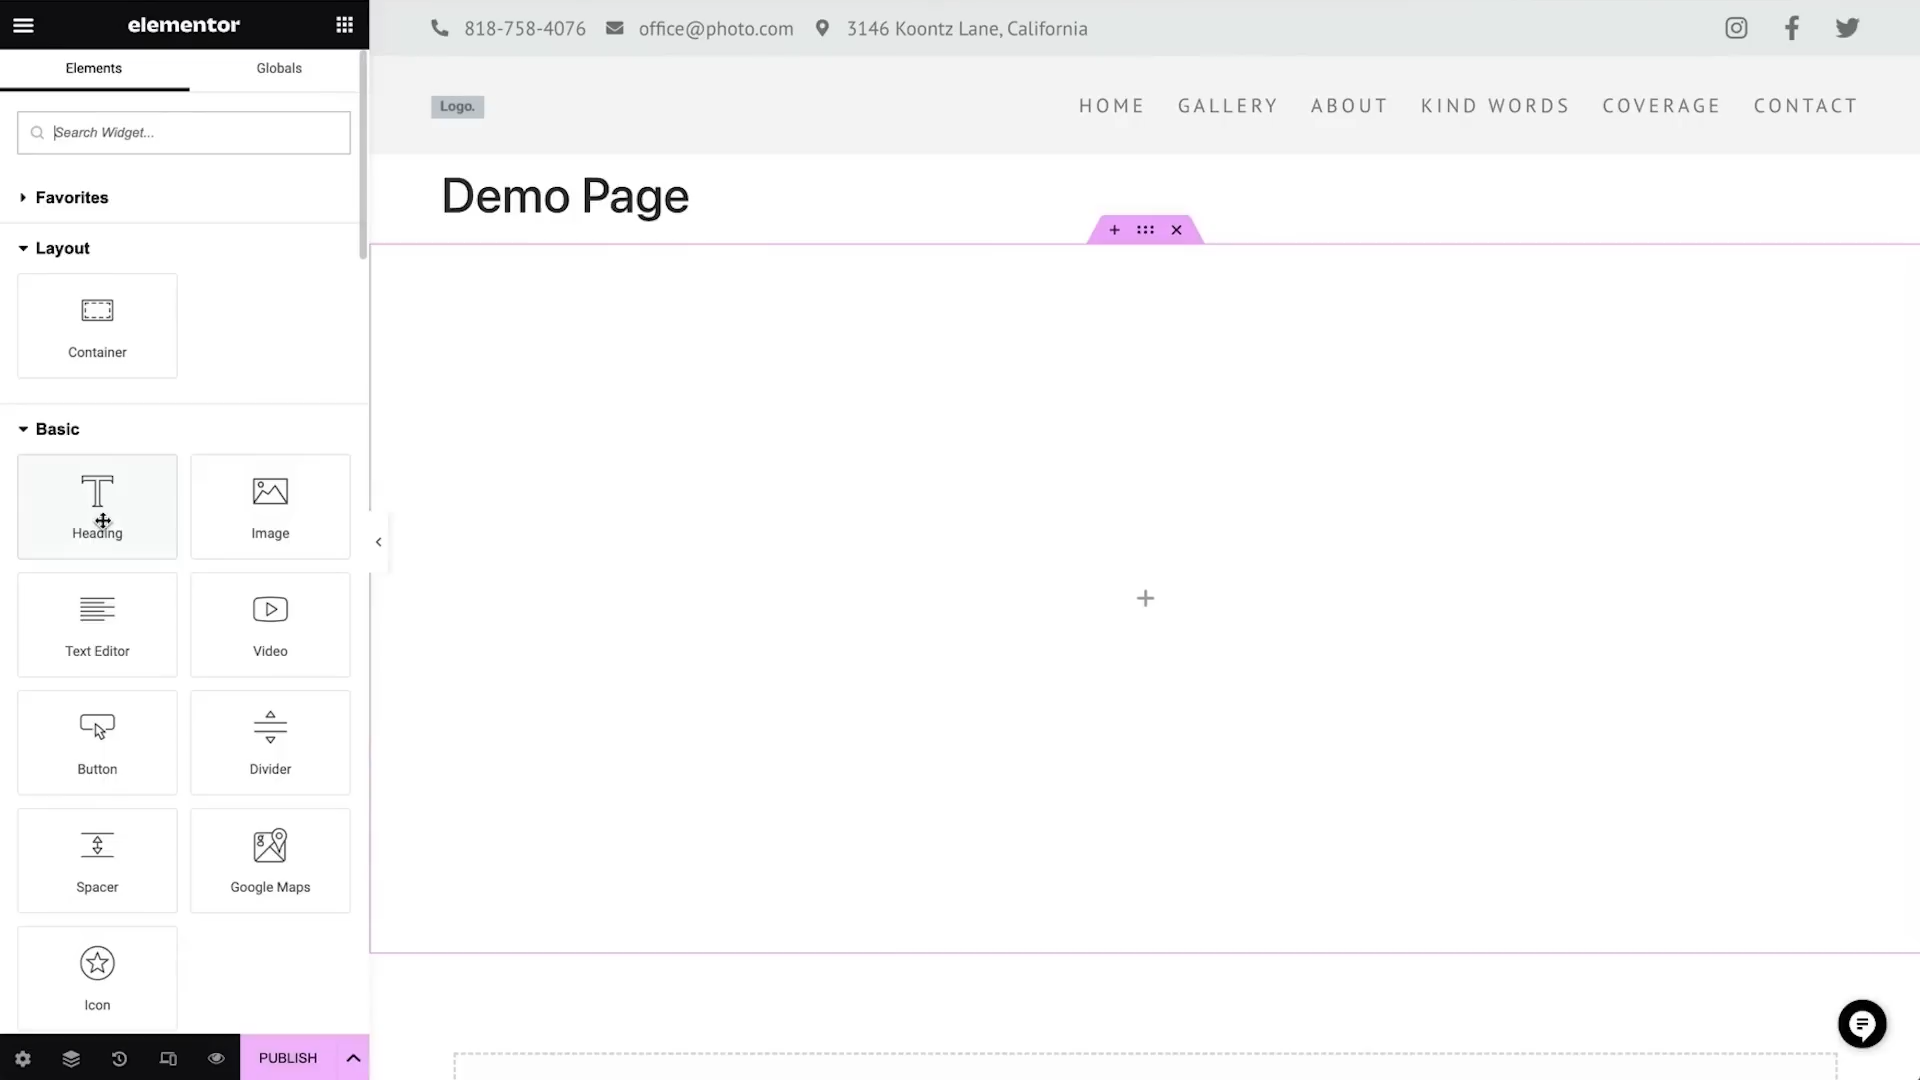 elementor
Elements
Globals
Search Widget...
Favorites
Layout
Container
Basic
Heading
Image
Text Editor
Video
Button
Divider
Spacer
Google Maps
Icon
PUBLISH
818-758-4076
office@photo.com
3146 Koontz Lane, California
Logo.
HOME
GALLERY
ABOUT
KIND WORDS
COVERAGE
CONTACT
Demo Page